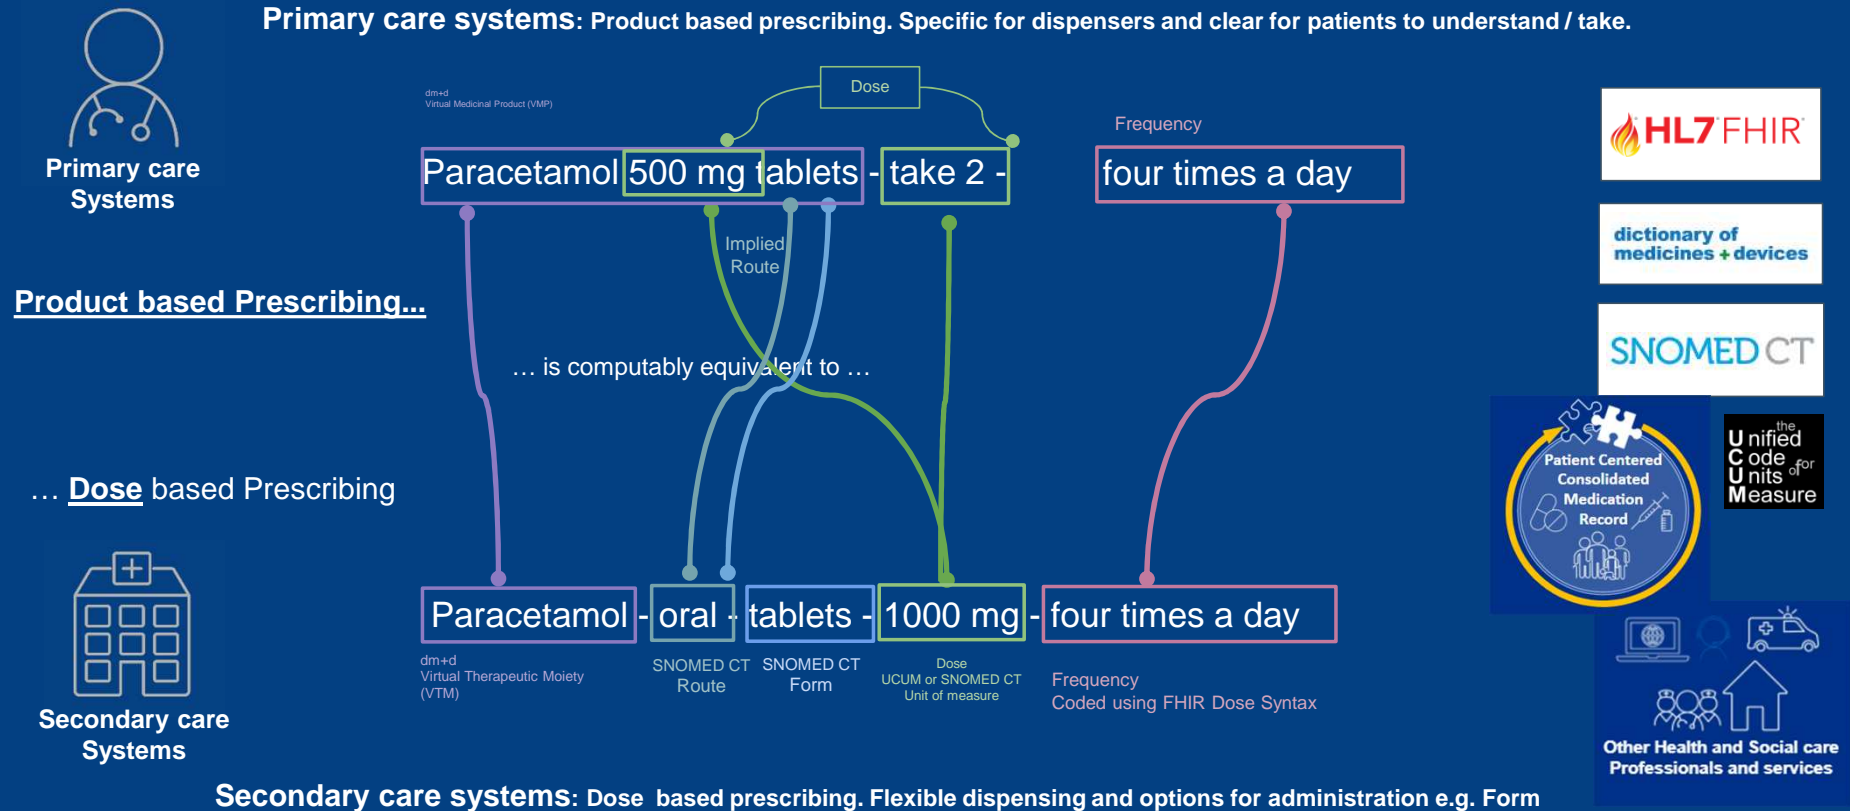 Primary care systems: Product based prescribing. Specific for dispensers and clear for patients to understand / take.
Primary care
Systems
dm+d
Virtual Medicinal Product (VMP)
Dose
Frequency
Paracetamol 500 mg tablets - take 2 - four times a day
Implied
Route
Product based Prescribing...
… is computably equivalent to …
… Dose based Prescribing
Paracetamol - oral - tablets - 1000 mg - four times a day
dm+d
Virtual Therapeutic Moiety
(VTM)
SNOMED CT
Route
SNOMED CT
Form
Dose
UCUM or SNOMED CT
Unit of measure
Frequency
Coded using FHIR Dose Syntax
Secondary care
Systems
HL7 FHIR
dictionary of
medicines + devices
SNOMED CT
Patient Centered
Consolidated
Medication
Record
the
Unified
Code for
Units of
Measure
Other Health and Social care
Professionals and services
Secondary care systems: Dose based prescribing. Flexible dispensing and options for administration e.g. Form